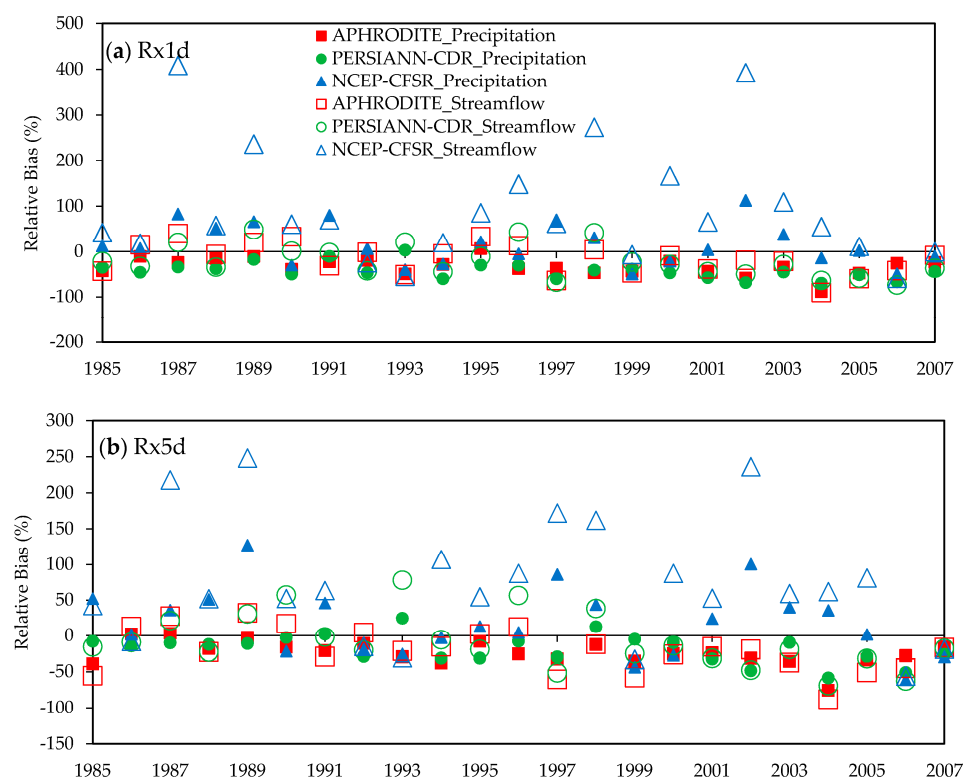 500
400
300
200
100
0
-100
-200
Relative Bias (%)
(a) Rx1d
APHRODITE_Precipitation
PERSIANN-CDR_Precipitation
NCEP-CFSR_Precipitation
APHRODITE_Streamflow
PERSIANN-CDR_Streamflow
NCEP-CFSR_Streamflow
1985 1987 1989 1991 1993 1995 1997 1999 2001 2003 2005 2007
300
250
200
150
100
50
0
-50
-100
-150
Relative Bias (%)
(b) Rx5d
1985 1987 1989 1991 1993 1995 1997 1999 2001 2003 2005 2007